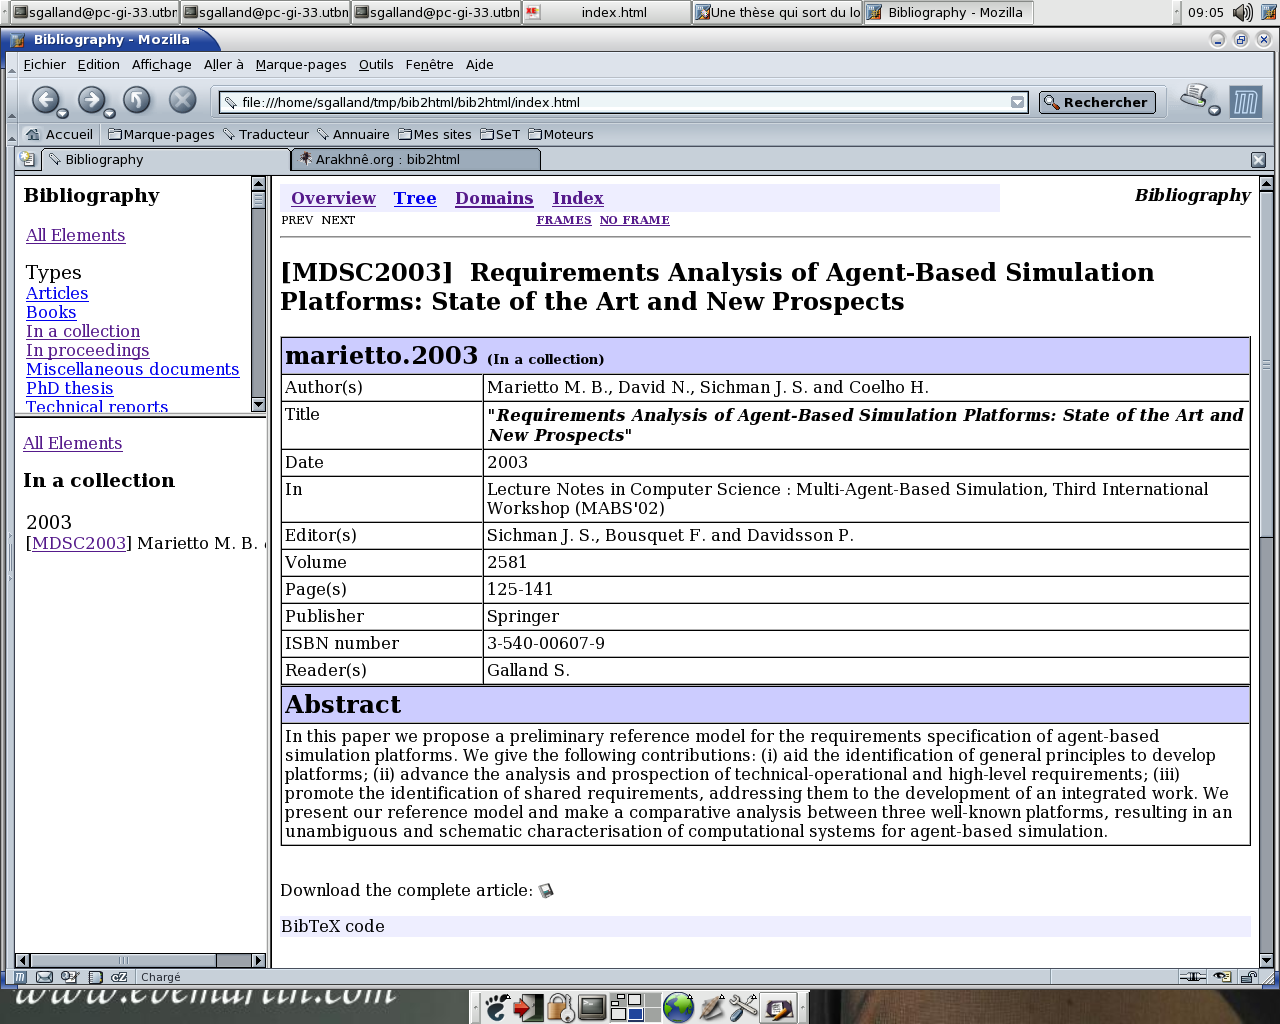 sgalland@pc-gi-33.utbn sgalland@pc-gi-33.utbn sgalland@pc-gi-33.utbn index.html Une thèse qui sort du lo Bibliography - Mozilla 09:05
Bibliography - Mozilla
Fichier Edition Affichage Aller à Marque-pages Outils Fenêtre Aide
file:///home/sgalland/tmp/bib2html/bib2html/index.html Rechercher
Accueil Marque-pages Traducteur Annuaire Mes sites SeT Moteurs
Bibliography Arakhnê.org : bib2html
Bibliography
All Elements
Types
Articles
Books
In a collection
In proceedings
Miscellaneous documents
PhD thesis
Technical reports
All Elements
In a collection
2003
[MDSC2003] Marietto M. B.
Overview Tree Domains Index Bibliography
PREV NEXT FRAMES NO FRAME
[MDSC2003] Requirements Analysis of Agent-Based Simulation
Platforms: State of the Art and New Prospects
marietto.2003 (In a collection)
Author(s) Marietto M. B., David N., Sichman J. S. and Coelho H.
Title "Requirements Analysis of Agent-Based Simulation Platforms: State of the Art and
New Prospects"
Date 2003
In Lecture Notes in Computer Science : Multi-Agent-Based Simulation, Third International
Workshop (MABS'02)
Editor(s) Sichman J. S., Bousquet F. and Davidsson P.
Volume 2581
Page(s) 125-141
Publisher Springer
ISBN number 3-540-00607-9
Reader(s) Galland S.
Abstract
In this paper we propose a preliminary reference model for the requirements specification of agent-based
simulation platforms. We give the following contributions: (i) aid the identification of general principles to develop
platforms; (ii) advance the analysis and prospection of technical-operational and high-level requirements; (iii)
promote the identification of shared requirements, addressing them to the development of an integrated work. We
present our reference model and make a comparative analysis between three well-known platforms, resulting in an
unambiguous and schematic characterisation of computational systems for agent-based simulation.
Download the complete article:
BibTeX code
Chargé